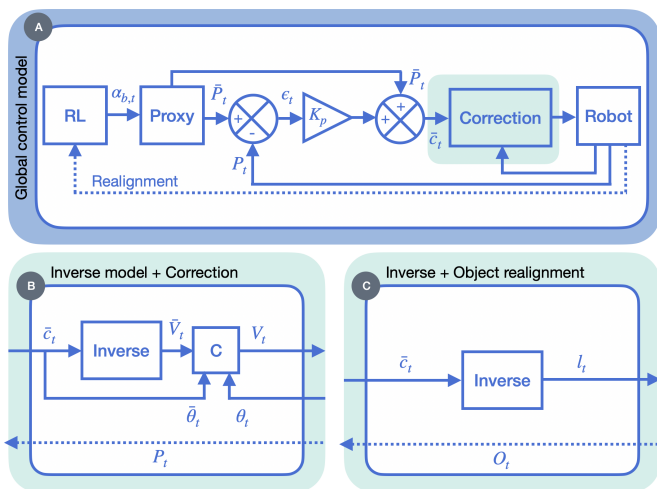 A
Global control model
RL
α_{b,t}
Proxy
P̄_t
+
-
ϵ_t
K_p
+
+
P̄_t
c̄_t
Correction
Robot
P_t
Realignment
B
Inverse model + Correction
c̄_t
Inverse
V̄_t
C
V_t
θ̄_t
θ_t
P_t
C
Inverse + Object realignment
c̄_t
Inverse
l_t
O_t